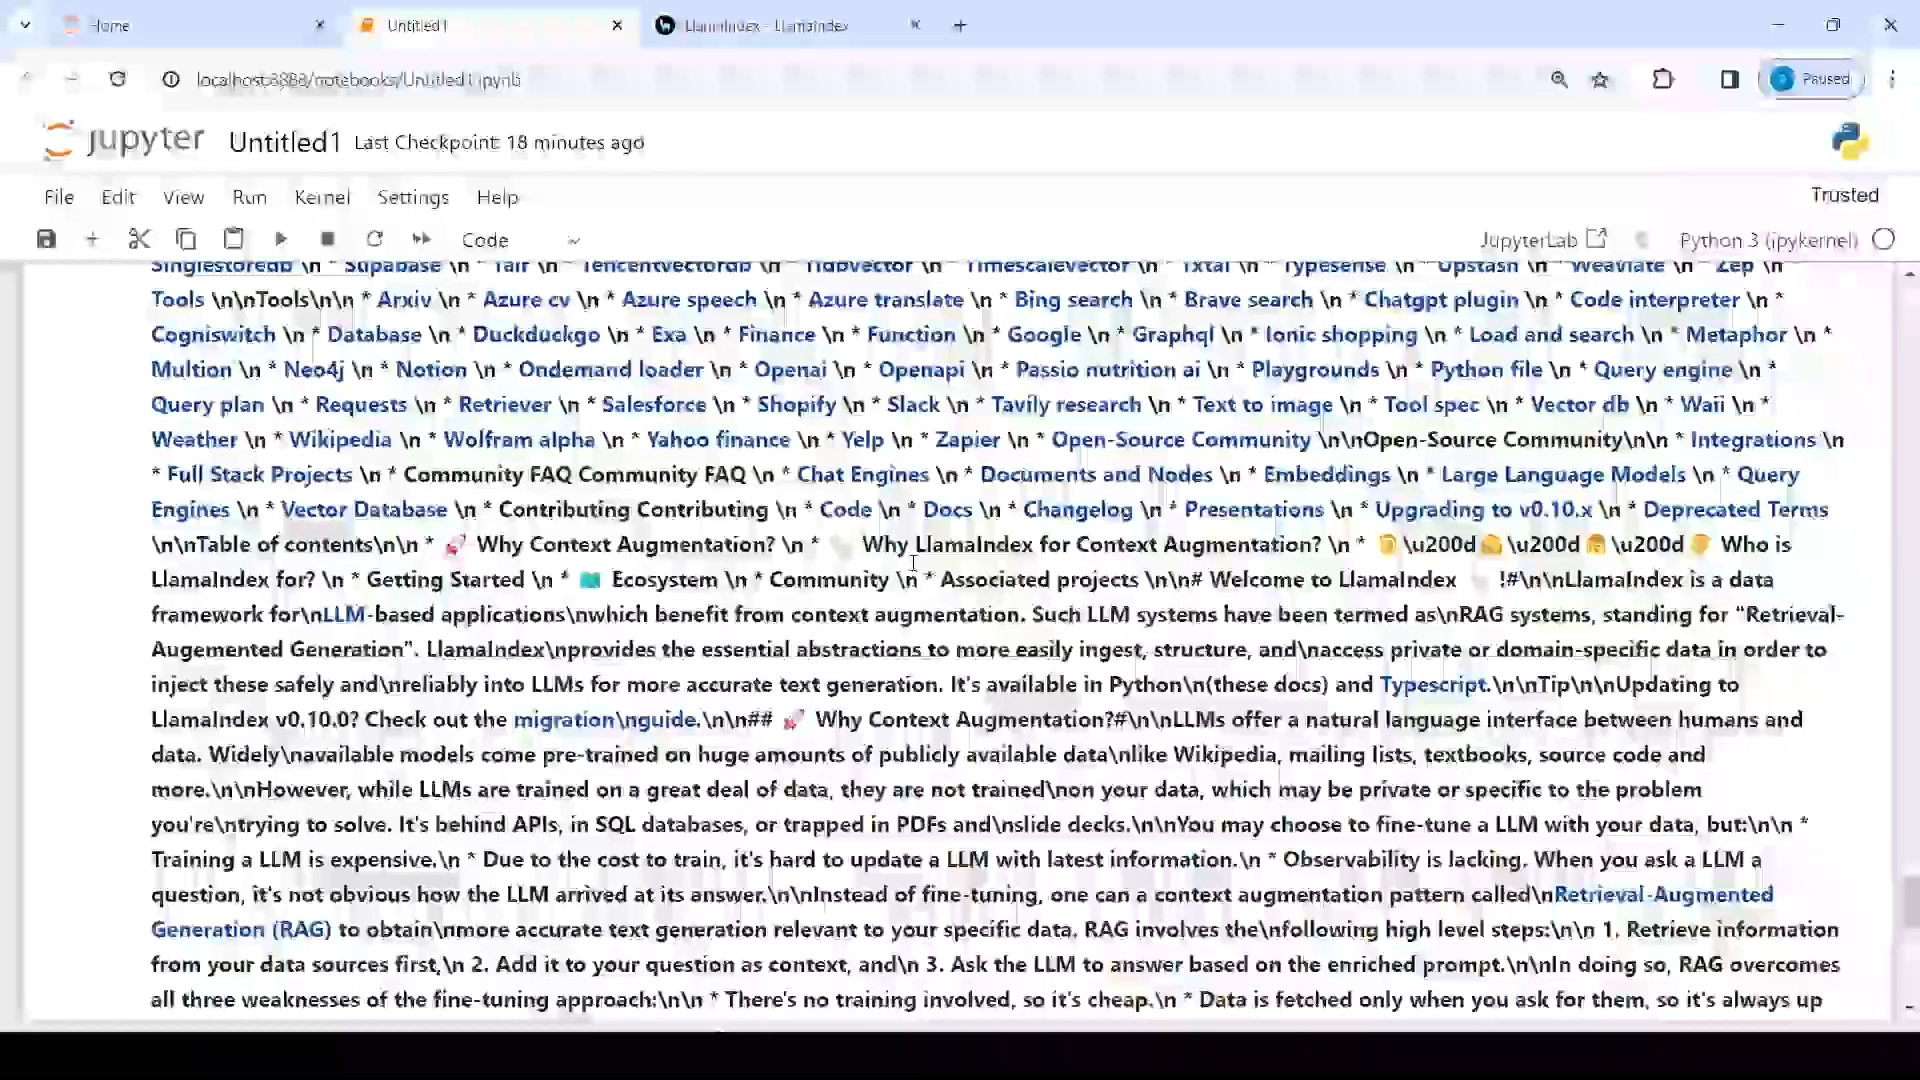 Home
Untitled1
LlamaIndex - LlamaIndex
localhost:8888/notebooks/Untitled1.ipynb
Paused
jupyter Untitled1 Last Checkpoint: 18 minutes ago
File Edit View Run Kernel Settings Help
Trusted
Code
JupyterLab
Python 3 (ipykernel)
Singlestoredb \n * Supabase \n * Tair \n * Tencentvectordb \n * Tidbvector \n * Timescalevector \n * Txtai \n * Typesense \n * Upstash \n * Weaviate \n * Zep \n *
Tools \n\nTools\n\n * Arxiv \n * Azure cv \n * Azure speech \n * Azure translate \n * Bing search \n * Brave search \n * Chatgpt plugin \n * Code interpreter \n *
Cogniswitch \n * Database \n * Duckduckgo \n * Exa \n * Finance \n * Function \n * Google \n * Graphql \n * Ionic shopping \n * Load and search \n * Metaphor \n *
Multion \n * Neo4j \n * Notion \n * Ondemand loader \n * Openai \n * Openapi \n * Passio nutrition ai \n * Playgrounds \n * Python file \n * Query engine \n *
Query plan \n * Requests \n * Retriever \n * Salesforce \n * Shopify \n * Slack \n * Tavily research \n * Text to image \n * Tool spec \n * Vector db \n * Waii \n *
Weather \n * Wikipedia \n * Wolfram alpha \n * Yahoo finance \n * Yelp \n * Zapier \n * Open-Source Community \n\nOpen-Source Community\n\n * Integrations \n
* Full Stack Projects \n * Community FAQ Community FAQ \n * Chat Engines \n * Documents and Nodes \n * Embeddings \n * Large Language Models \n * Query
Engines \n * Vector Database \n * Contributing Contributing \n * Code \n * Docs \n * Changelog \n * Presentations \n * Upgrading to v0.10.x \n * Deprecated Terms
\n\nTable of contents\n\n * 🚀 Why Context Augmentation? \n * 🦙 Why LlamaIndex for Context Augmentation? \n * 👨\u200d👩\u200d👧\u200d👦 Who is
LlamaIndex for? \n * Getting Started \n * 🗺️ Ecosystem \n * Community \n * Associated projects \n\n# Welcome to LlamaIndex 🦙 !#\n\nLlamaIndex is a data
framework for\nLLM-based applications\nwhich benefit from context augmentation. Such LLM systems have been termed as\nRAG systems, standing for “Retrieval-
Augemented Generation”. LlamaIndex\nprovides the essential abstractions to more easily ingest, structure, and\naccess private or domain-specific data in order to
inject these safely and\nreliably into LLMs for more accurate text generation. It's available in Python\n(these docs) and Typescript.\n\nTip\n\nUpdating to
LlamaIndex v0.10.0? Check out the migration\nguide.\n\n## 🚀 Why Context Augmentation?#\n\nLLMs offer a natural language interface between humans and
data. Widely\navailable models come pre-trained on huge amounts of publicly available data\nlike Wikipedia, mailing lists, textbooks, source code and
more.\n\nHowever, while LLMs are trained on a great deal of data, they are not trained\non your data, which may be private or specific to the problem
you're\ntrying to solve. It's behind APIs, in SQL databases, or trapped in PDFs and\nslide decks.\n\nYou may choose to fine-tune a LLM with your data, but:\n\n *
Training a LLM is expensive.\n * Due to the cost to train, it's hard to update a LLM with latest information.\n * Observability is lacking. When you ask a LLM a
question, it's not obvious how the LLM arrived at its answer.\n\nInstead of fine-tuning, one can a context augmentation pattern called\nRetrieval-Augmented
Generation (RAG) to obtain\nmore accurate text generation relevant to your specific data. RAG involves the\nfollowing high level steps:\n\n 1. Retrieve information
from your data sources first,\n 2. Add it to your question as context, and\n 3. Ask the LLM to answer based on the enriched prompt.\n\nIn doing so, RAG overcomes
all three weaknesses of the fine-tuning approach:\n\n * There's no training involved, so it's cheap.\n * Data is fetched only when you ask for them, so it's always up